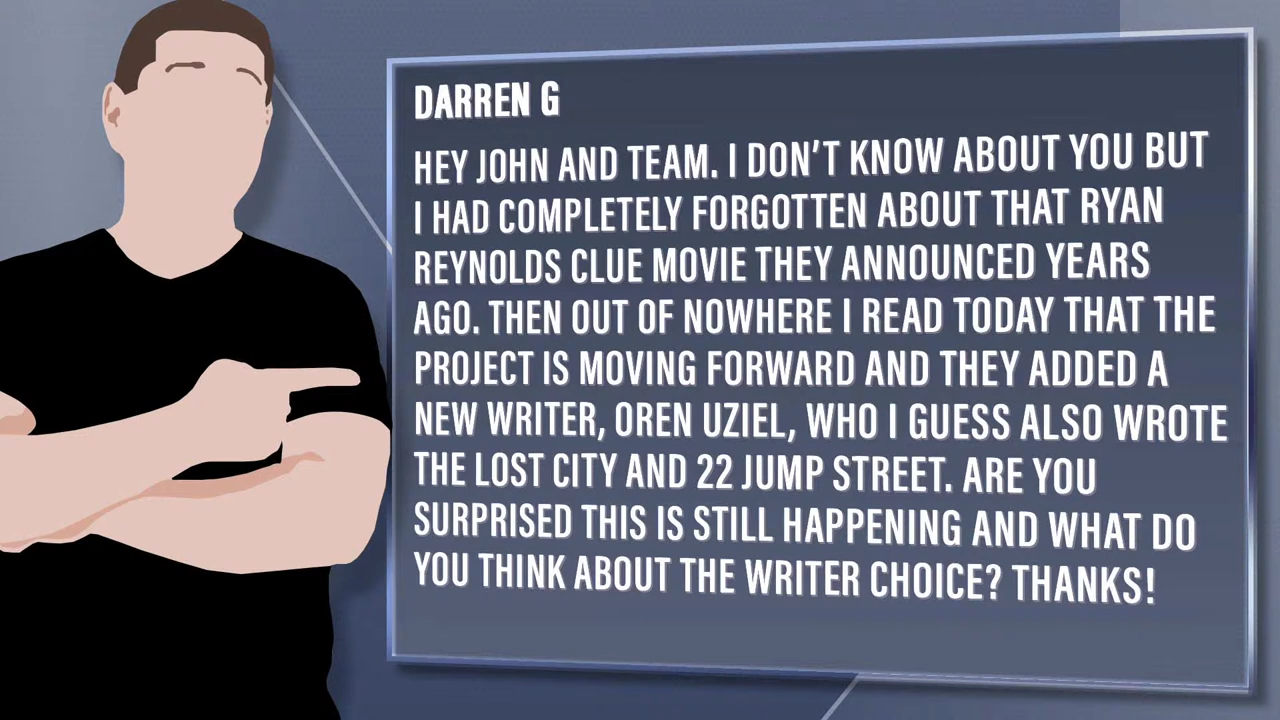 DARREN G
HEY JOHN AND TEAM. I DON'T KNOW ABOUT YOU BUT
I HAD COMPLETELY FORGOTTEN ABOUT THAT RYAN
REYNOLDS CLUE MOVIE THEY ANNOUNCED YEARS
AGO. THEN OUT OF NOWHERE I READ TODAY THAT THE
PROJECT IS MOVING FORWARD AND THEY ADDED A
NEW WRITER, OREN UZIEL, WHO I GUESS ALSO WROTE
THE LOST CITY AND 22 JUMP STREET. ARE YOU
SURPRISED THIS IS STILL HAPPENING AND WHAT DO
YOU THINK ABOUT THE WRITER CHOICE? THANKS!